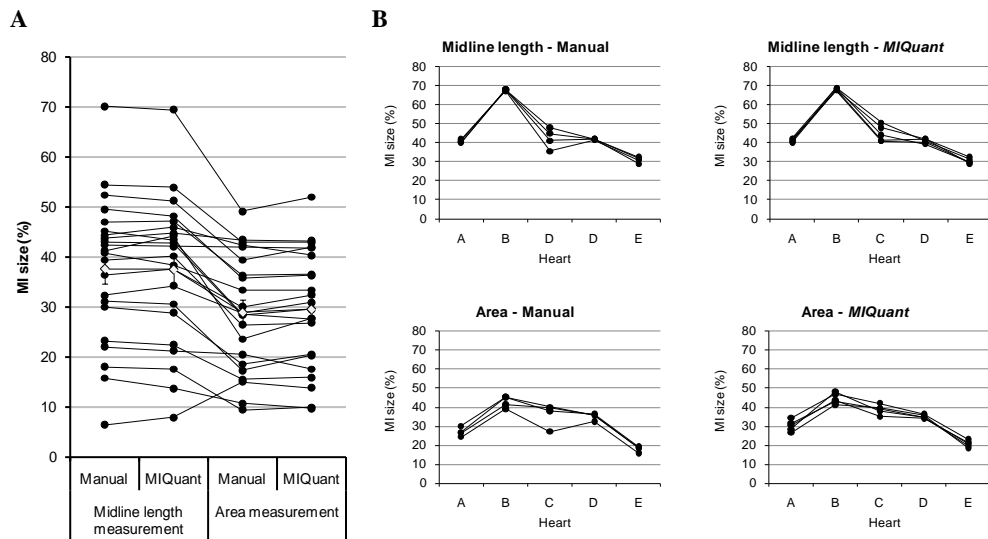 A
MI size (%)
80
70
60
50
40
30
20
10
0
Manual MIQuant Manual MIQuant
Midline length measurement Area measurement
B
Midline length - Manual
MI size (%)
80
70
60
50
40
30
20
10
0
A B D D E
Heart
Midline length - MIQuant
MI size (%)
80
70
60
50
40
30
20
10
0
A B C D E
Heart
Area - Manual
MI size (%)
80
70
60
50
40
30
20
10
0
A B C D E
Heart
Area - MIQuant
MI size (%)
80
70
60
50
40
30
20
10
0
A B C D E
Heart